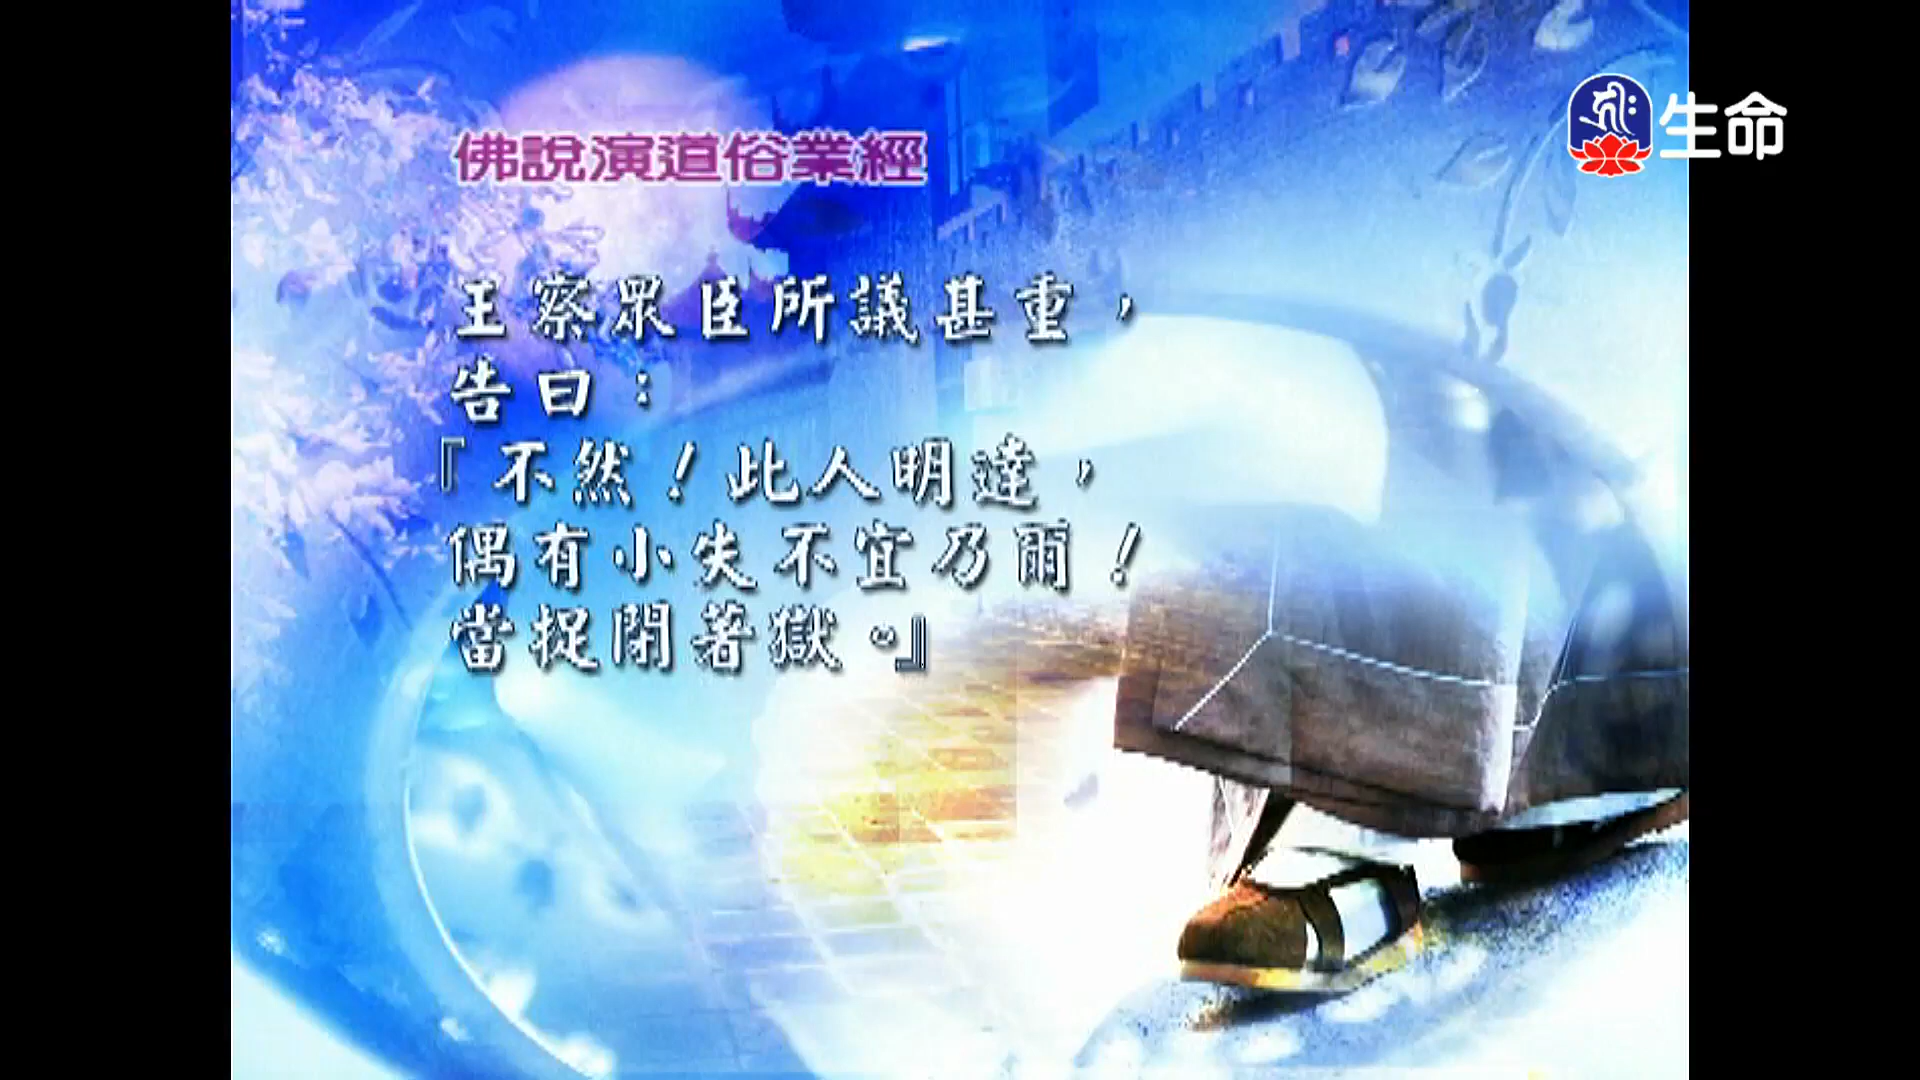 佛說演道俗業經
生命
王察眾臣所議甚重，
告曰：
『不然！此人明達，
偶有小失不宜乃爾！
當捉閉著獄。』